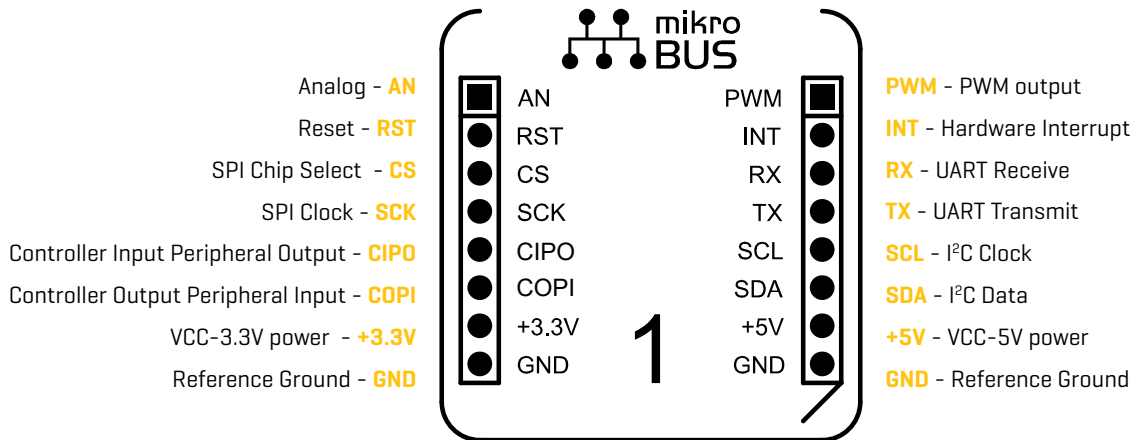 mikro
BUS
Analog - AN
Reset - RST
SPI Chip Select - CS
SPI Clock - SCK
Controller Input Peripheral Output - CIPO
Controller Output Peripheral Input - COPI
VCC-3.3V power - +3.3V
Reference Ground - GND
AN
RST
CS
SCK
CIPO
COPI
+3.3V
GND
1
PWM
INT
RX
TX
SCL
SDA
+5V
GND
PWM - PWM output
INT - Hardware Interrupt
RX - UART Receive
TX - UART Transmit
SCL - I²C Clock
SDA - I²C Data
+5V - VCC-5V power
GND - Reference Ground